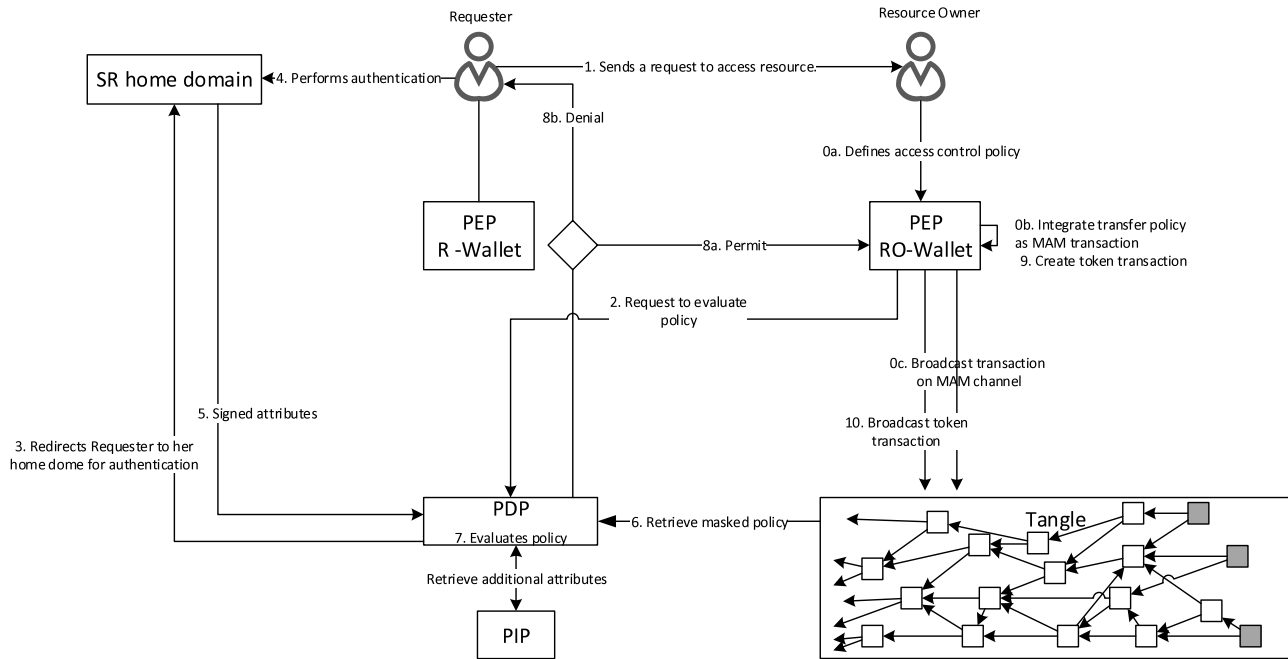 Requester
Resource Owner
SR home domain
4. Performs authentication
1. Sends a request to access resource.
8b. Denial
0a. Defines access control policy
PEP
R -Wallet
PEP
RO-Wallet
0b. Integrate transfer policy
as MAM transaction
9. Create token transaction
8a. Permit
2. Request to evaluate
policy
0c. Broadcast transaction
on MAM channel
5. Signed attributes
10. Broadcast token
transaction
3. Redirects Requester to her
home dome for authentication
PDP
7. Evaluates policy
6. Retrieve masked policy
Tangle
Retrieve additional attributes
PIP